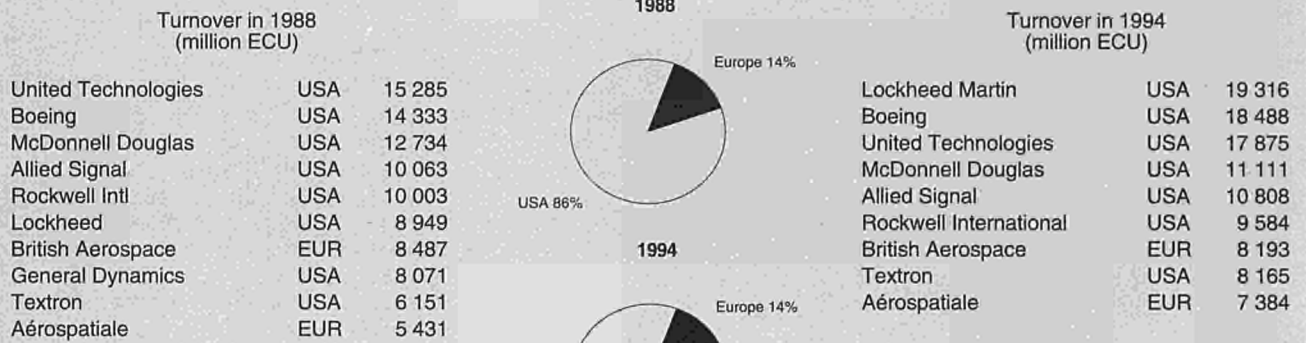 Turnover in 1988
(million ECU)
United Technologies USA 15 285
Boeing USA 14 333
McDonnell Douglas USA 12 734
Allied Signal USA 10 063
Rockwell Intl USA 10 003
Lockheed USA 8 949
British Aerospace EUR 8 487
General Dynamics USA 8 071
Textron USA 6 151
Aérospatiale EUR 5 431
1988
Europe 14%
USA 86%
1994
Europe 14%
Turnover in 1994
(million ECU)
Lockheed Martin USA 19 316
Boeing USA 18 488
United Technologies USA 17 875
McDonnell Douglas USA 11 111
Allied Signal USA 10 808
Rockwell International USA 9 584
British Aerospace EUR 8 193
Textron USA 8 165
Aérospatiale EUR 7 384